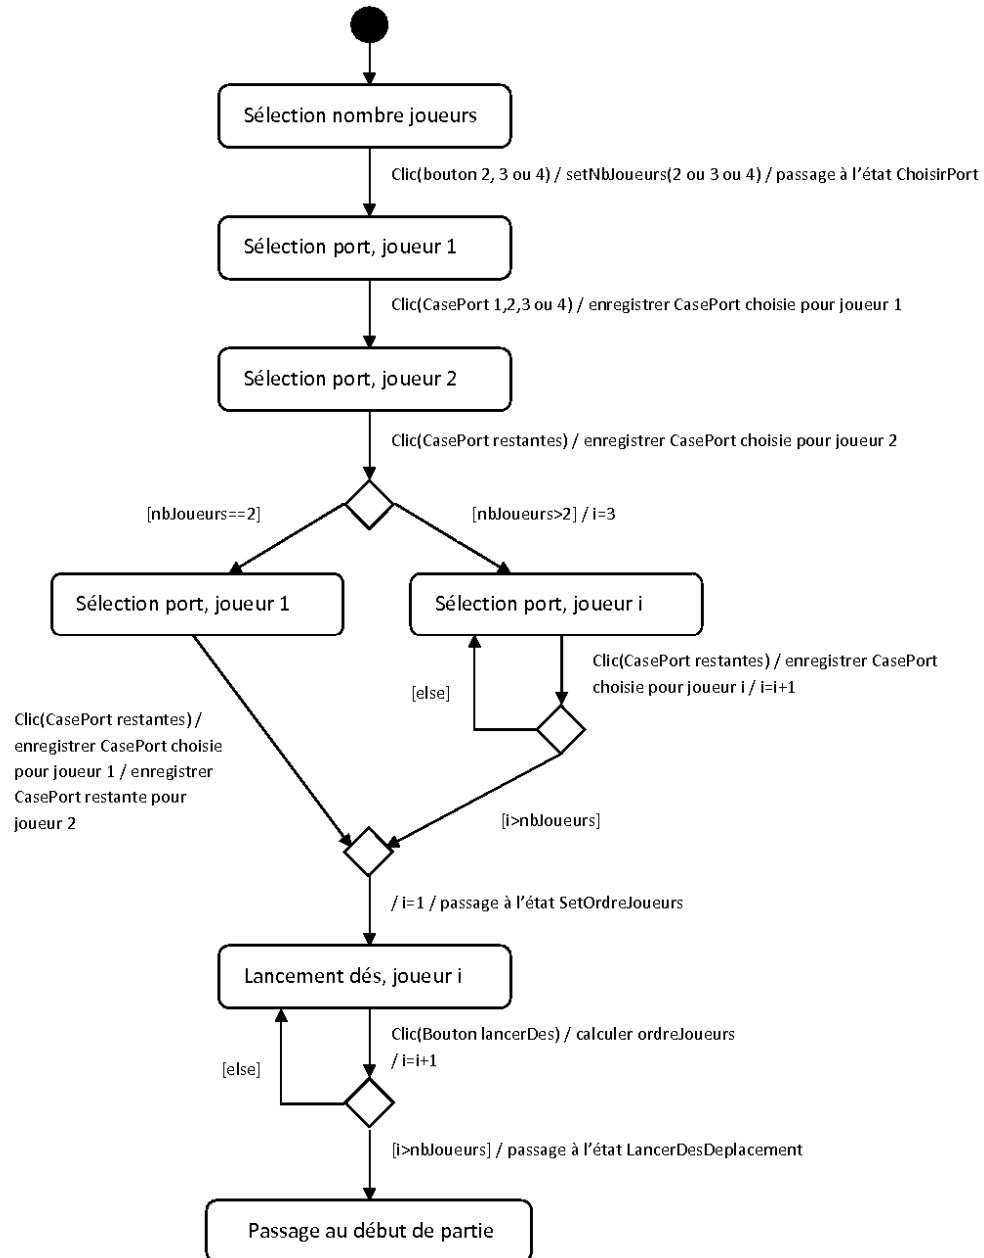 Sélection nombre joueurs
Clic(bouton 2, 3 ou 4) / setNbJoueurs(2 ou 3 ou 4) / passage à l'état ChoisirPort
Sélection port, joueur 1
Clic(CasePort 1,2,3 ou 4) / enregistrer CasePort choisie pour joueur 1
Sélection port, joueur 2
Clic(CasePort restantes) / enregistrer CasePort choisie pour joueur 2
[nbJoueurs==2]
[nbJoueurs>2] / i=3
Sélection port, joueur 1
Sélection port, joueur i
Clic(CasePort restantes) / enregistrer CasePort
choisie pour joueur i / i=i+1
[else]
Clic(CasePort restantes) /
enregistrer CasePort choisie
pour joueur 1 / enregistrer
CasePort restante pour
joueur 2
[i>nbJoueurs]
/ i=1 / passage à l'état SetOrdreJoueurs
Lancement dés, joueur i
Clic(Bouton lancerDes) / calculer ordreJoueurs
/ i=i+1
[else]
[i>nbJoueurs] / passage à l'état LancerDesDeplacement
Passage au début de partie